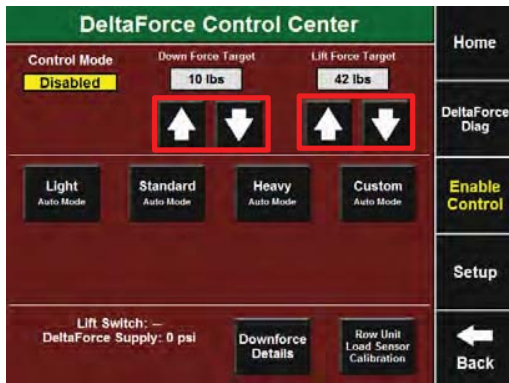 DeltaForce Control Center
Control Mode
Disabled
Down Force Target
10 lbs
Lift Force Target
42 lbs
Light
Auto Mode
Standard
Auto Mode
Heavy
Auto Mode
Custom
Auto Mode
Lift Switch: --
DeltaForce Supply: 0 psi
Downforce
Details
Row Unit
Load Sensor
Calibration
Home
DeltaForce
Diag
Enable
Control
Setup
Back